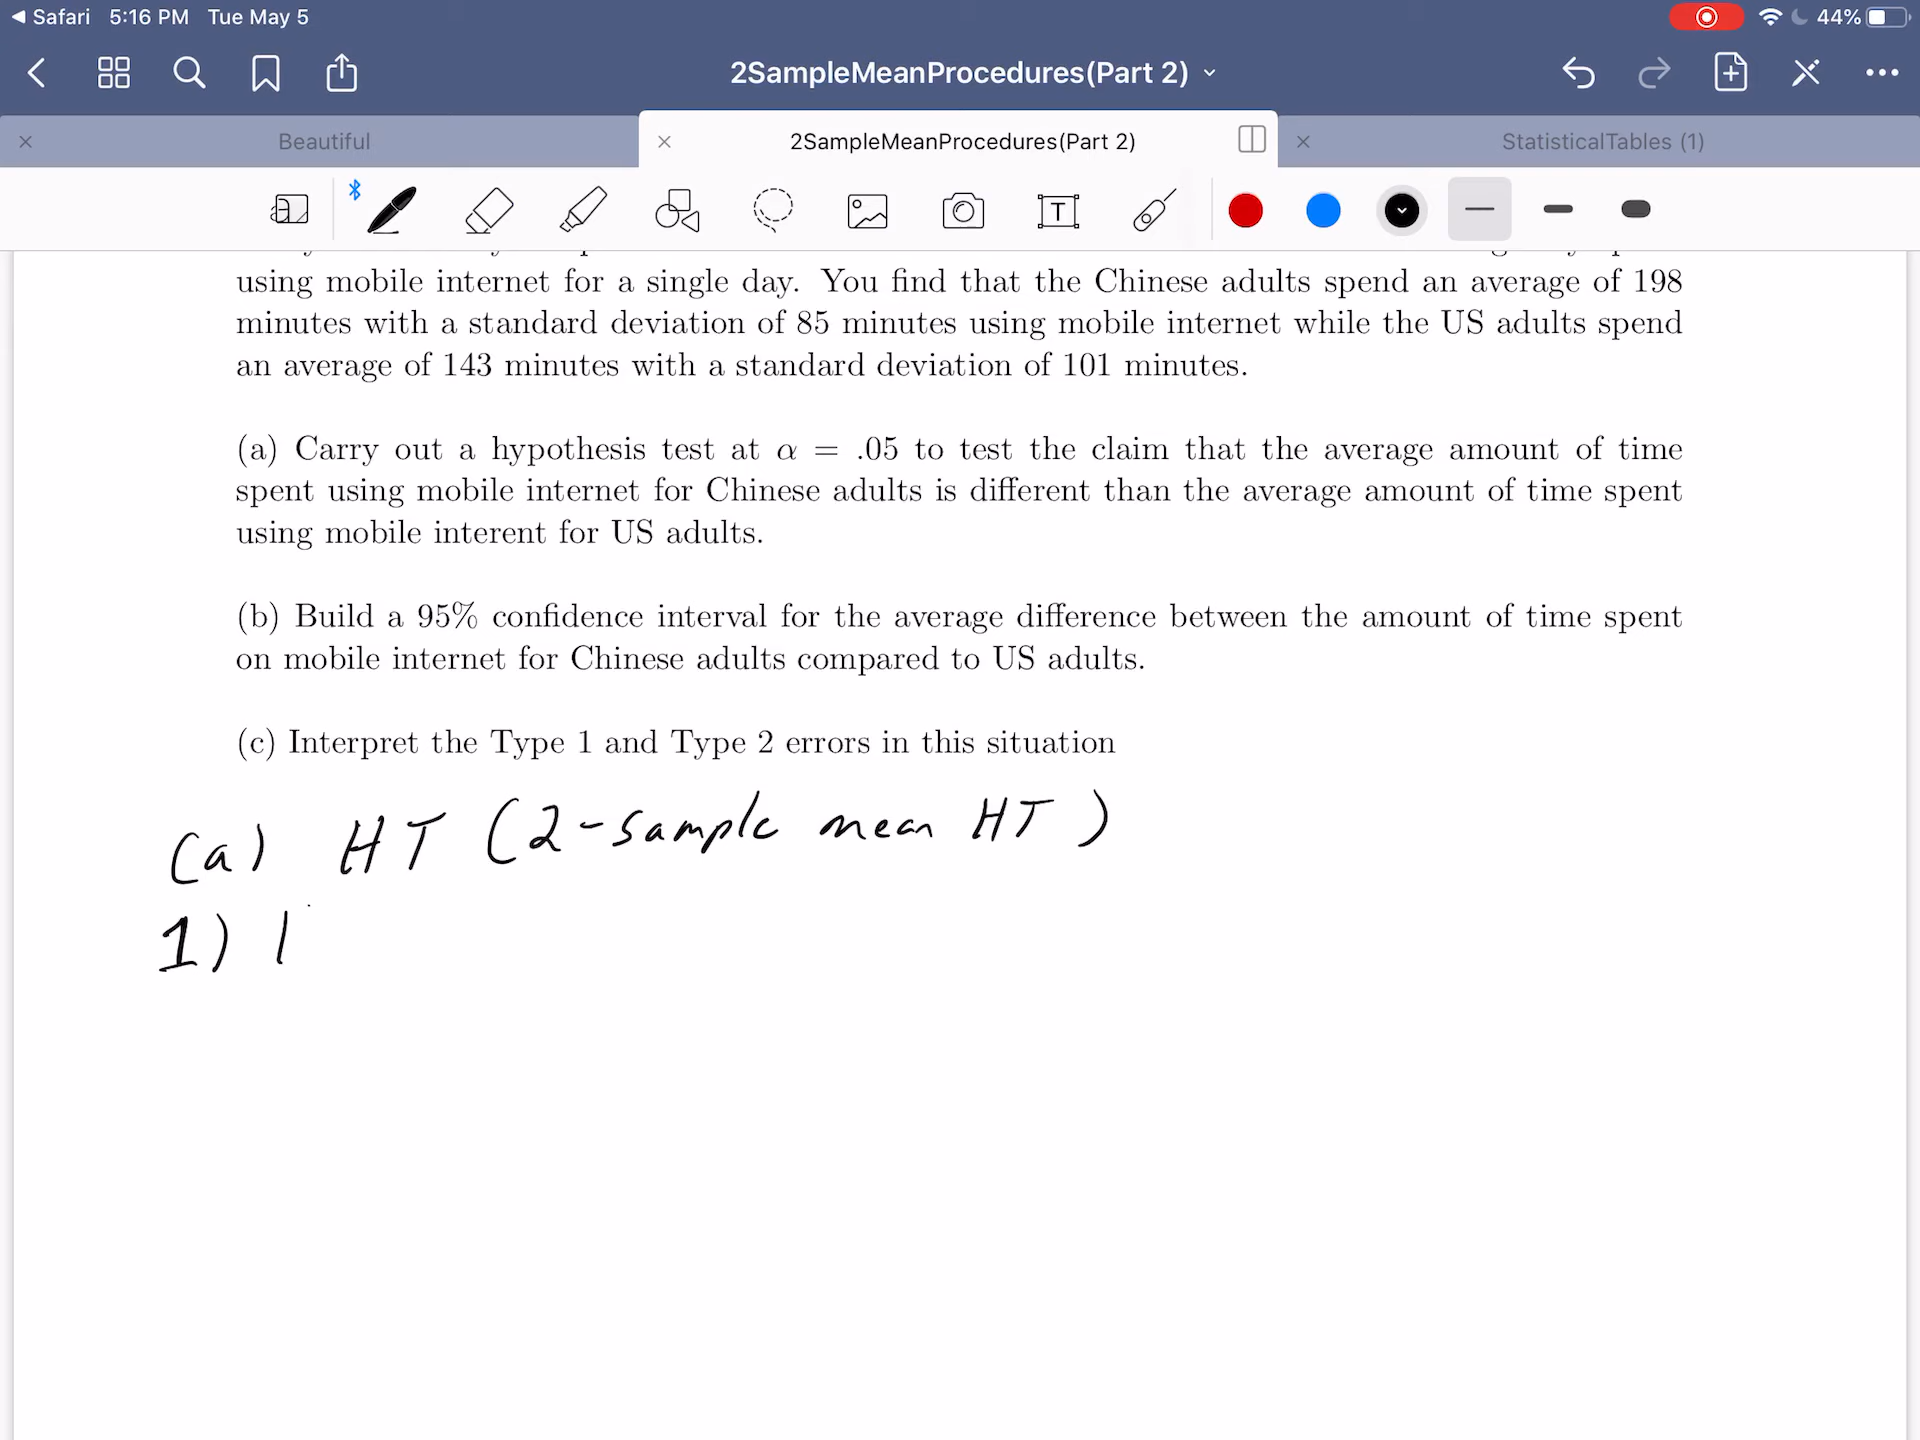 Safari 5:16 PM Tue May 5 44%
2SampleMeanProcedures(Part 2)
Beautiful 2SampleMeanProcedures(Part 2) StatisticalTables (1)
a T
using mobile internet for a single day. You find that the Chinese adults spend an average of 198
minutes with a standard deviation of 85 minutes using mobile internet while the US adults spend
an average of 143 minutes with a standard deviation of 101 minutes.
(a) Carry out a hypothesis test at α = .05 to test the claim that the average amount of time
spent using mobile internet for Chinese adults is different than the average amount of time spent
using mobile interent for US adults.
(b) Build a 95% confidence interval for the average difference between the amount of time spent
on mobile internet for Chinese adults compared to US adults.
(c) Interpret the Type 1 and Type 2 errors in this situation
(a) HT (2-sample mean HT)
1)